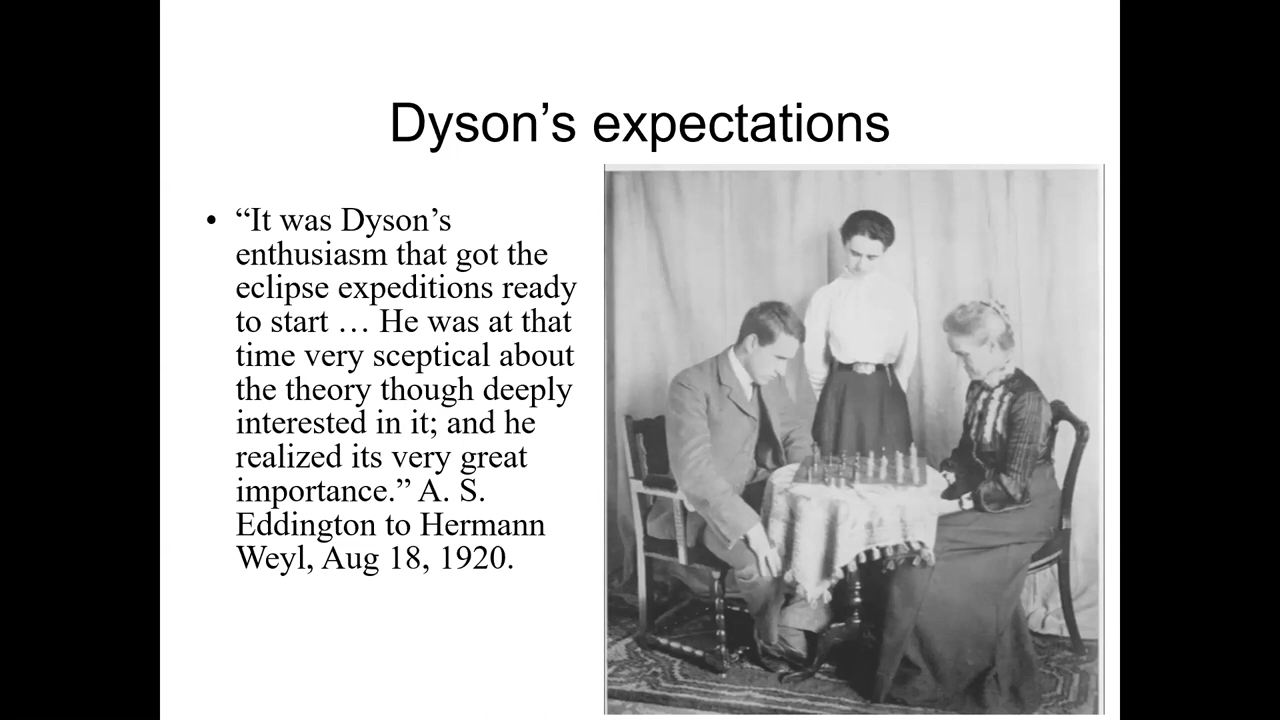 Dyson’s expectations
• “It was Dyson’s
enthusiasm that got the
eclipse expeditions ready
to start … He was at that
time very sceptical about
the theory though deeply
interested in it; and he
realized its very great
importance.” A. S.
Eddington to Hermann
Weyl, Aug 18, 1920.